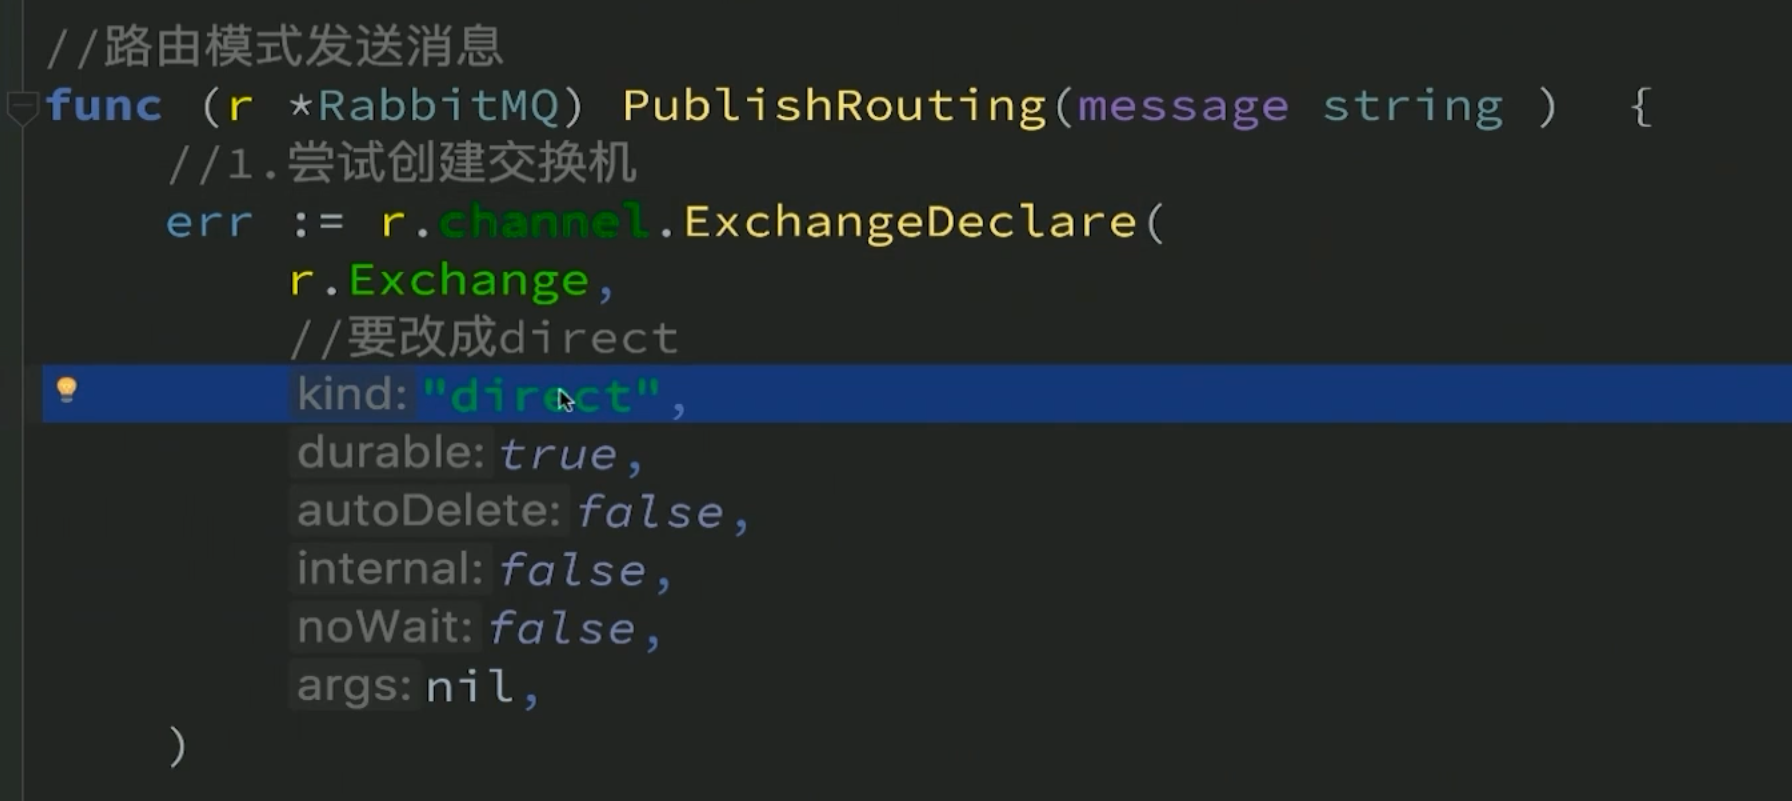 //路由模式发送消息
func (r *RabbitMQ) PublishRouting(message string ) {
//1.尝试创建交换机
err := r.channel.ExchangeDeclare(
r.Exchange,
//要改成direct
kind: "direct",
durable: true,
autoDelete: false,
internal: false,
noWait: false,
args: nil,
)